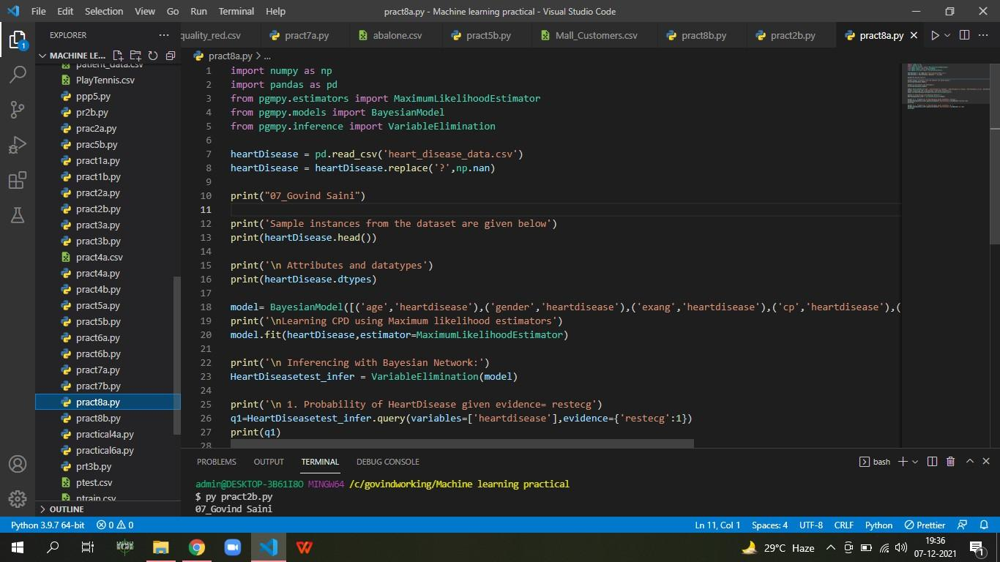 File Edit Selection View Go Run Terminal Help
pract8a.py - Machine learning practical - Visual Studio Code
EXPLORER
quality_red.csv pract7a.py abalone.csv pract5b.py Mall_Customers.csv pract8b.py pract2b.py pract8a.py
MACHINE LE...
pract8a.py > ...
patient_data.csv
PlayTennis.csv
ppp5.py
pr2b.py
prac2a.py
prac5b.py
pract1a.py
pract1b.py
pract2a.py
pract2b.py
pract3a.py
pract3b.py
pract4a.csv
pract4a.py
pract4b.py
pract5a.py
pract5b.py
pract6a.py
pract6b.py
pract7a.py
pract7b.py
pract8a.py
pract8b.py
practical4a.py
practical6a.py
prt3b.py
ptest.csv
ptrain.csv
OUTLINE
1 import numpy as np
2 import pandas as pd
3 from pgmpy.estimators import MaximumLikelihoodEstimator
4 from pgmpy.models import BayesianModel
5 from pgmpy.inference import VariableElimination
6
7 heartDisease = pd.read_csv('heart_disease_data.csv')
8 heartDisease = heartDisease.replace('?',np.nan)
9
10 print("07_Govind Saini")
11
12 print('Sample instances from the dataset are given below')
13 print(heartDisease.head())
14
15 print('\n Attributes and datatypes')
16 print(heartDisease.dtypes)
17
18 model= BayesianModel([('age','heartdisease'),('gender','heartdisease'),('exang','heartdisease'),('cp','heartdisease'),(
19 print('\nLearning CPD using Maximum likelihood estimators')
20 model.fit(heartDisease,estimator=MaximumLikelihoodEstimator)
21
22 print('\n Inferencing with Bayesian Network:')
23 HeartDiseasetest_infer = VariableElimination(model)
24
25 print('\n 1. Probability of HeartDisease given evidence= restecg')
26 q1=HeartDiseasetest_infer.query(variables=['heartdisease'],evidence={'restecg':1})
27 print(q1)
28
PROBLEMS OUTPUT TERMINAL DEBUG CONSOLE
bash
admin@DESKTOP-3B61I8O MINGW64 /c/govindworking/Machine learning practical
$ py pract2b.py
07_Govind Saini
Python 3.9.7 64-bit 0 0
Ln 11, Col 1 Spaces: 4 UTF-8 CRLF Python Prettier
29°C Haze
19:36
07-12-2021